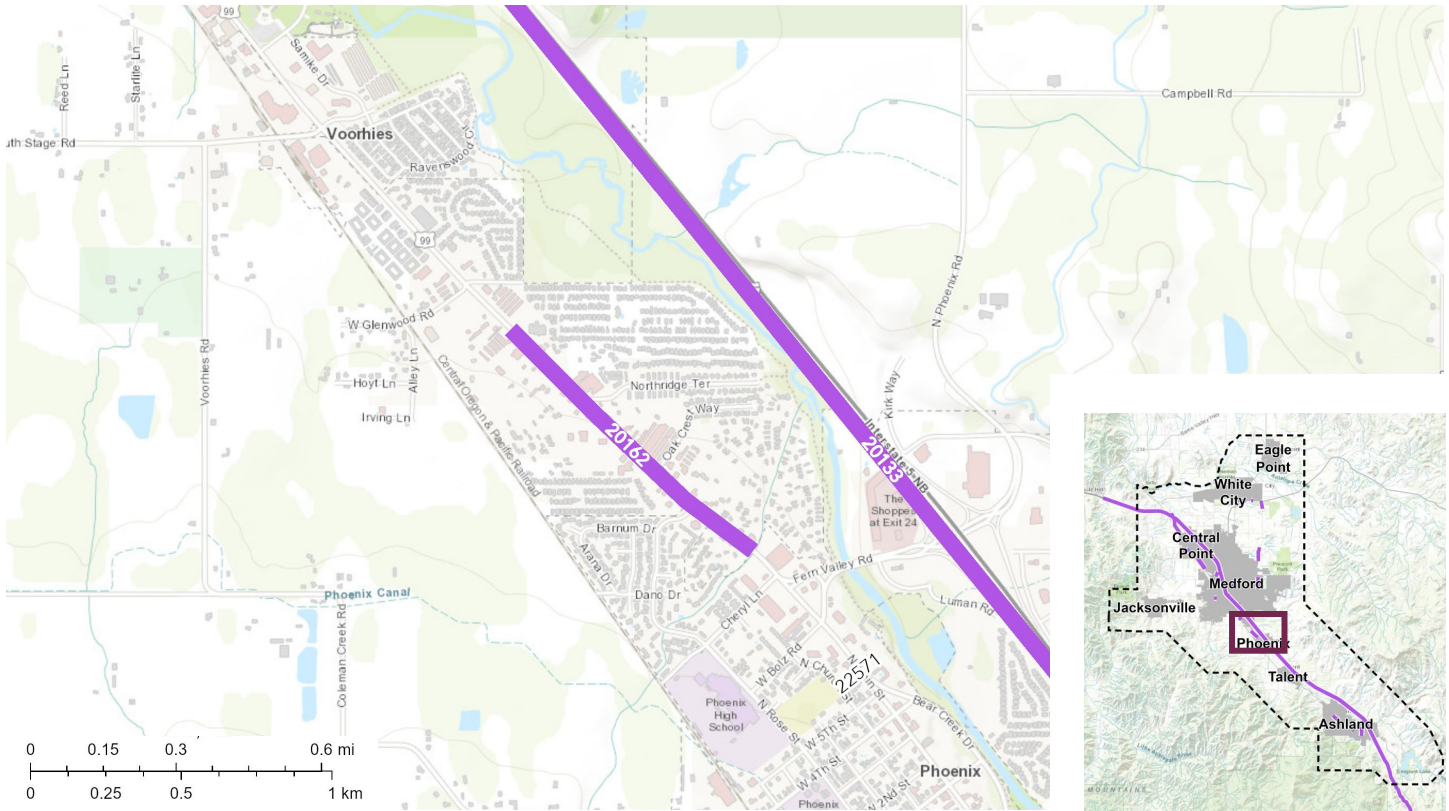 99
Samike Dr
Reed Ln
Starlite Ln
Campbell Rd
Voorhies
uth Stage Rd
Ravenswood Cir
99
N Phoenix Rd
W Glenwood Rd
Voorhies Rd
Alley Ln
Hoyt Ln
Irving Ln
Central Oregon & Pacific Railroad
Northridge Ter
Oak Crest Way
Kirk Way
20162
Interstate 5 NB
20133
The
Shoppes
at Exit 24
Barnum Dr
Arana Dr
Dano Dr
Fern Valley Rd
Cheryl Ln
Luman Rd
Phoenix Canal
Coleman Creek Rd
W Bolz Rd
22571
Phoenix
High
School
N Rose St
W 5th St
Bear Creek Dr
W 4th St
N 2nd St
Phoenix
Phoenix
0 0.15 0.3 0.6 mi
0 0.25 0.5 1 km
Eagle
Point
White
City
Central
Point
Medford
Jacksonville
Phoenix
Talent
Ashland